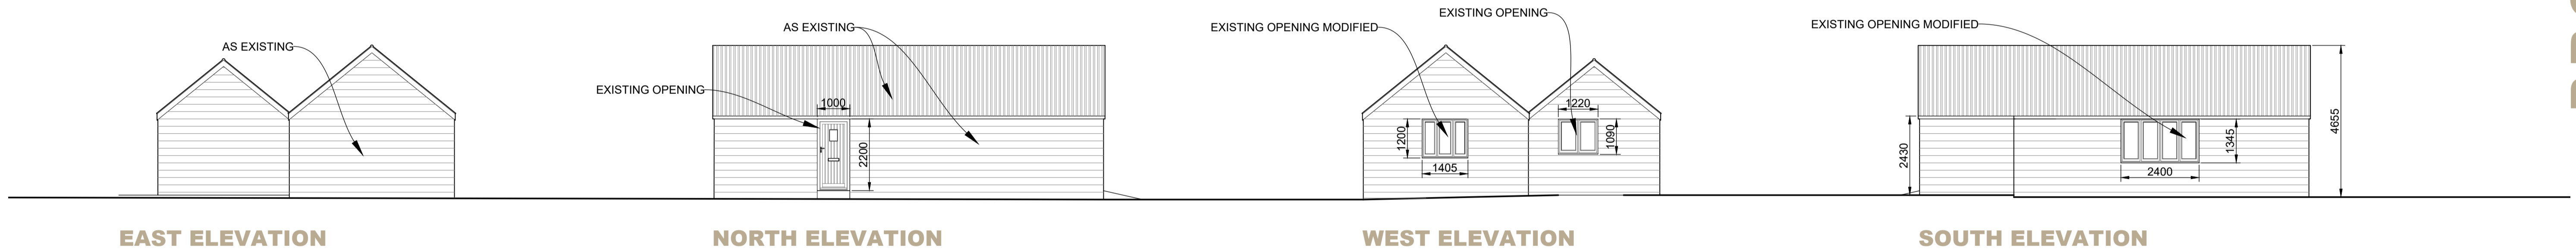 AS EXISTING
EAST ELEVATION
AS EXISTING
EXISTING OPENING
1000
2200
NORTH ELEVATION
EXISTING OPENING MODIFIED
EXISTING OPENING
1200
1405
1220
1090
WEST ELEVATION
EXISTING OPENING MODIFIED
2430
2400
1345
4655
SOUTH ELEVATION